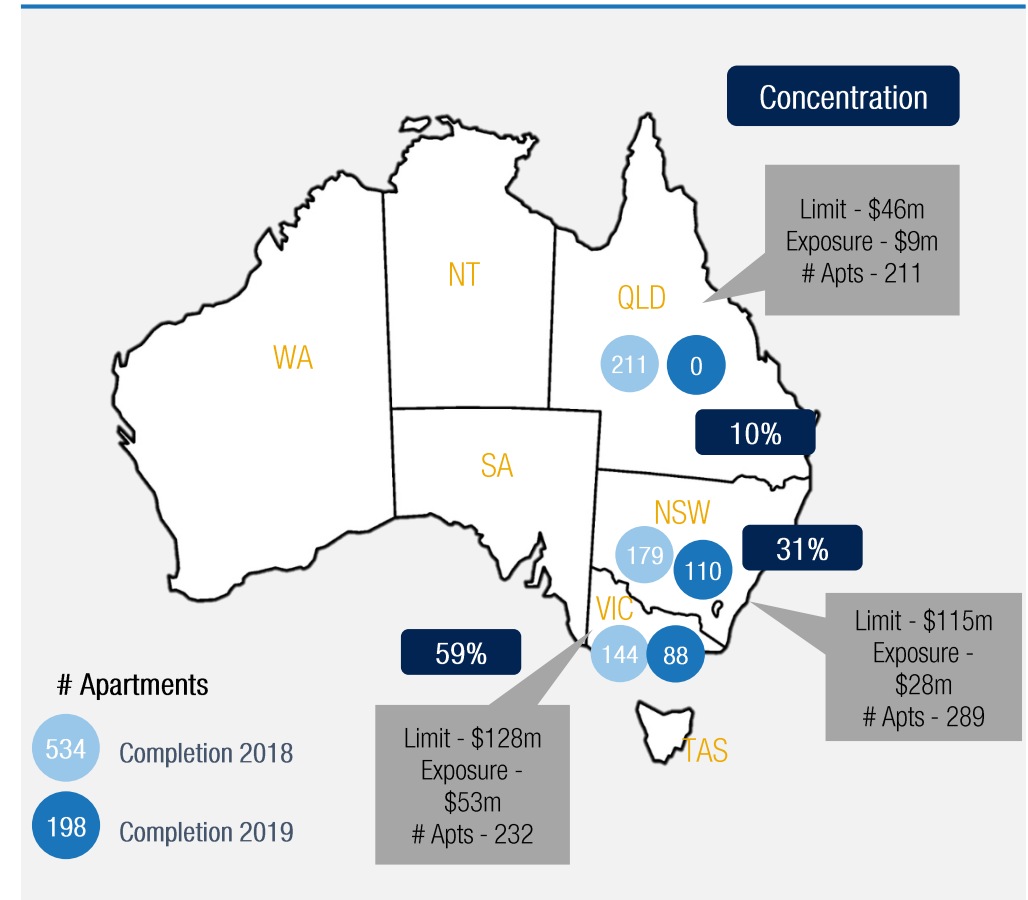 Concentration
Limit - $46m
Exposure - $9m
# Apts - 211
NT
QLD
WA
211
0
10%
SA
NSW
179
110
31%
VIC
144
88
59%
Limit - $115m
Exposure -
$28m
# Apts - 289
# Apartments
534
Completion 2018
198
Completion 2019
Limit - $128m
Exposure -
$53m
# Apts - 232
TAS